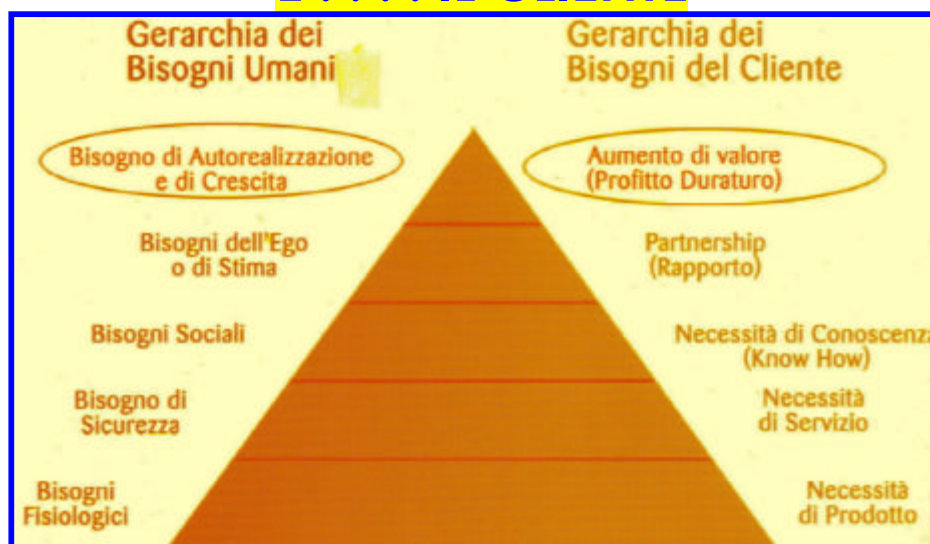 Gerarchia dei
Bisogni Umani
Gerarchia dei
Bisogni del Cliente
Bisogno di Autorealizzazione
e di Crescita
Aumento di valore
(Profitto Duraturo)
Bisogni dell'Ego
o di Stima
Partnership
(Rapporto)
Bisogni Sociali
Necessità di Conoscenza
(Know How)
Bisogno di
Sicurezza
Necessità
di Servizio
Bisogni
Fisiologici
Necessità
di Prodotto